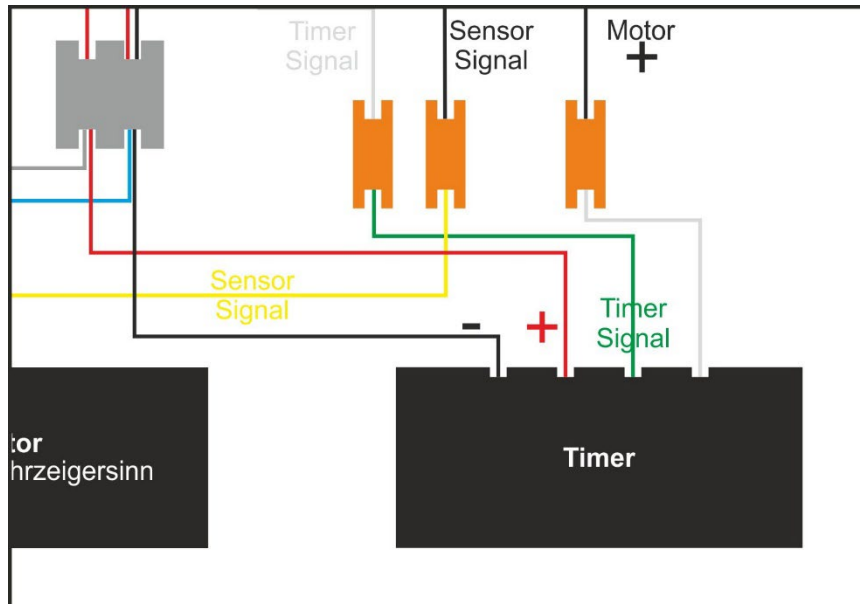 Timer
Signal
Sensor
Signal
Motor
+
Sensor
Signal
-
+
Timer
Signal
tor
hrzeigersinn
Timer